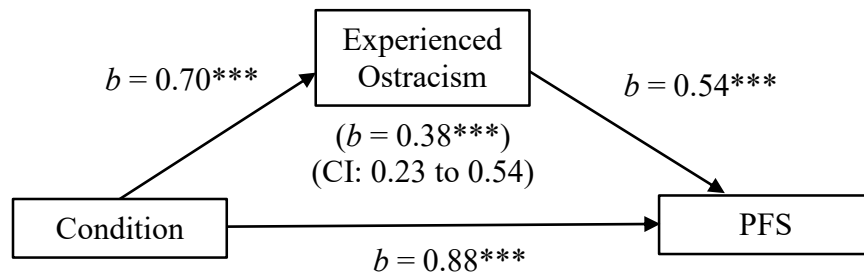 Experienced
Ostracism
b = 0.70***
b = 0.54***
(b = 0.38***)
(CI: 0.23 to 0.54)
Condition
PFS
b = 0.88***